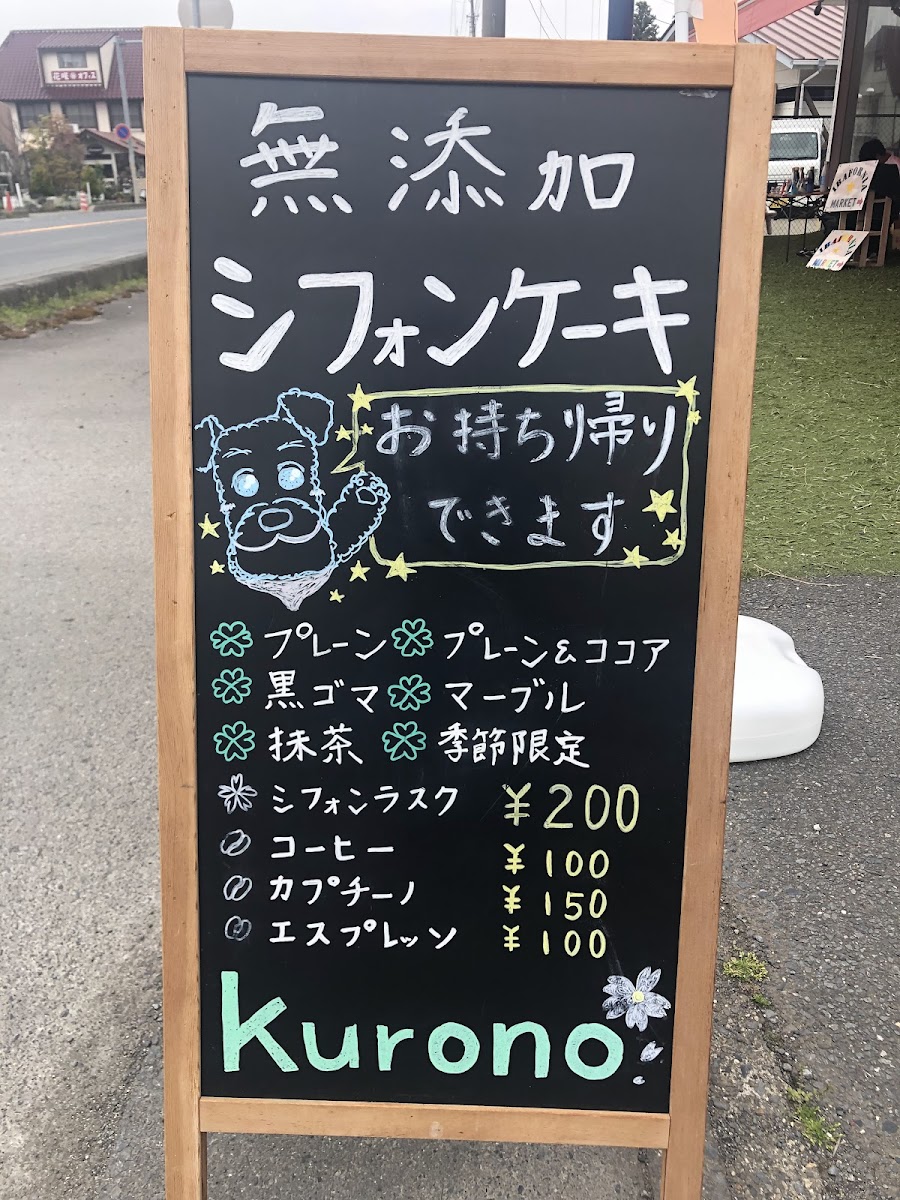 無添加
シフォンケーキ
お持ち帰り
できます
プレーン プレーン&ココア
黒ゴマ マーブル
抹茶 季節限定
シフォンラスク ¥200
コーヒー ¥100
カプチーノ ¥150
エスプレッソ ¥100
kurono
MARKET